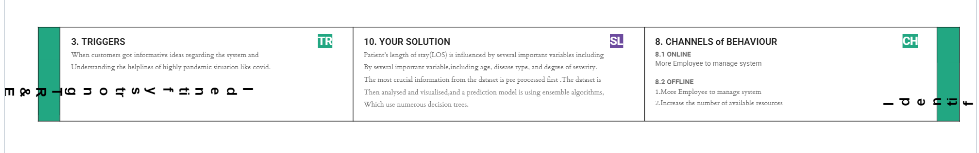 3. TRIGGERS
TR
When customers got informative ideas regarding the system and
Understanding the helplines of highly pandemic situation like covid.
Identify strong TR & E
10. YOUR SOLUTION
SL
Patient's length of stay(LOS) is influenced by several important variables including
By several important variable,including age, disease type, and degree of severity.
The most crucial information from the dataset is pre processed first .The dataset is
Then analysed and visualised,and a prediction model is using ensemble algorithms,
Which use numerous decision trees.
8. CHANNELS of BEHAVIOUR
CH
8.1 ONLINE
More Employee to manage system
8.2 OFFLINE
1.More Employees to manage system
2.Increase the number of available resources
Identif